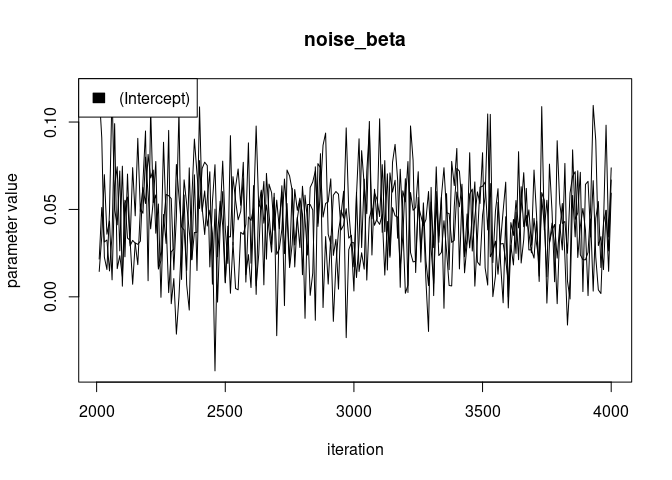 noise_beta
(Intercept)
parameter value
0.10
0.05
0.00
2000 2500 3000 3500 4000
iteration